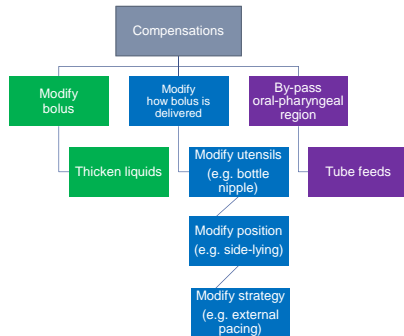 Compensations
Modify
bolus
Modify
how bolus is
delivered
By-pass
oral-pharyngeal
region
Thicken liquids
Modify utensils
(e.g. bottle
nipple)
Tube feeds
Modify position
(e.g. side-lying)
Modify strategy
(e.g. external
pacing)